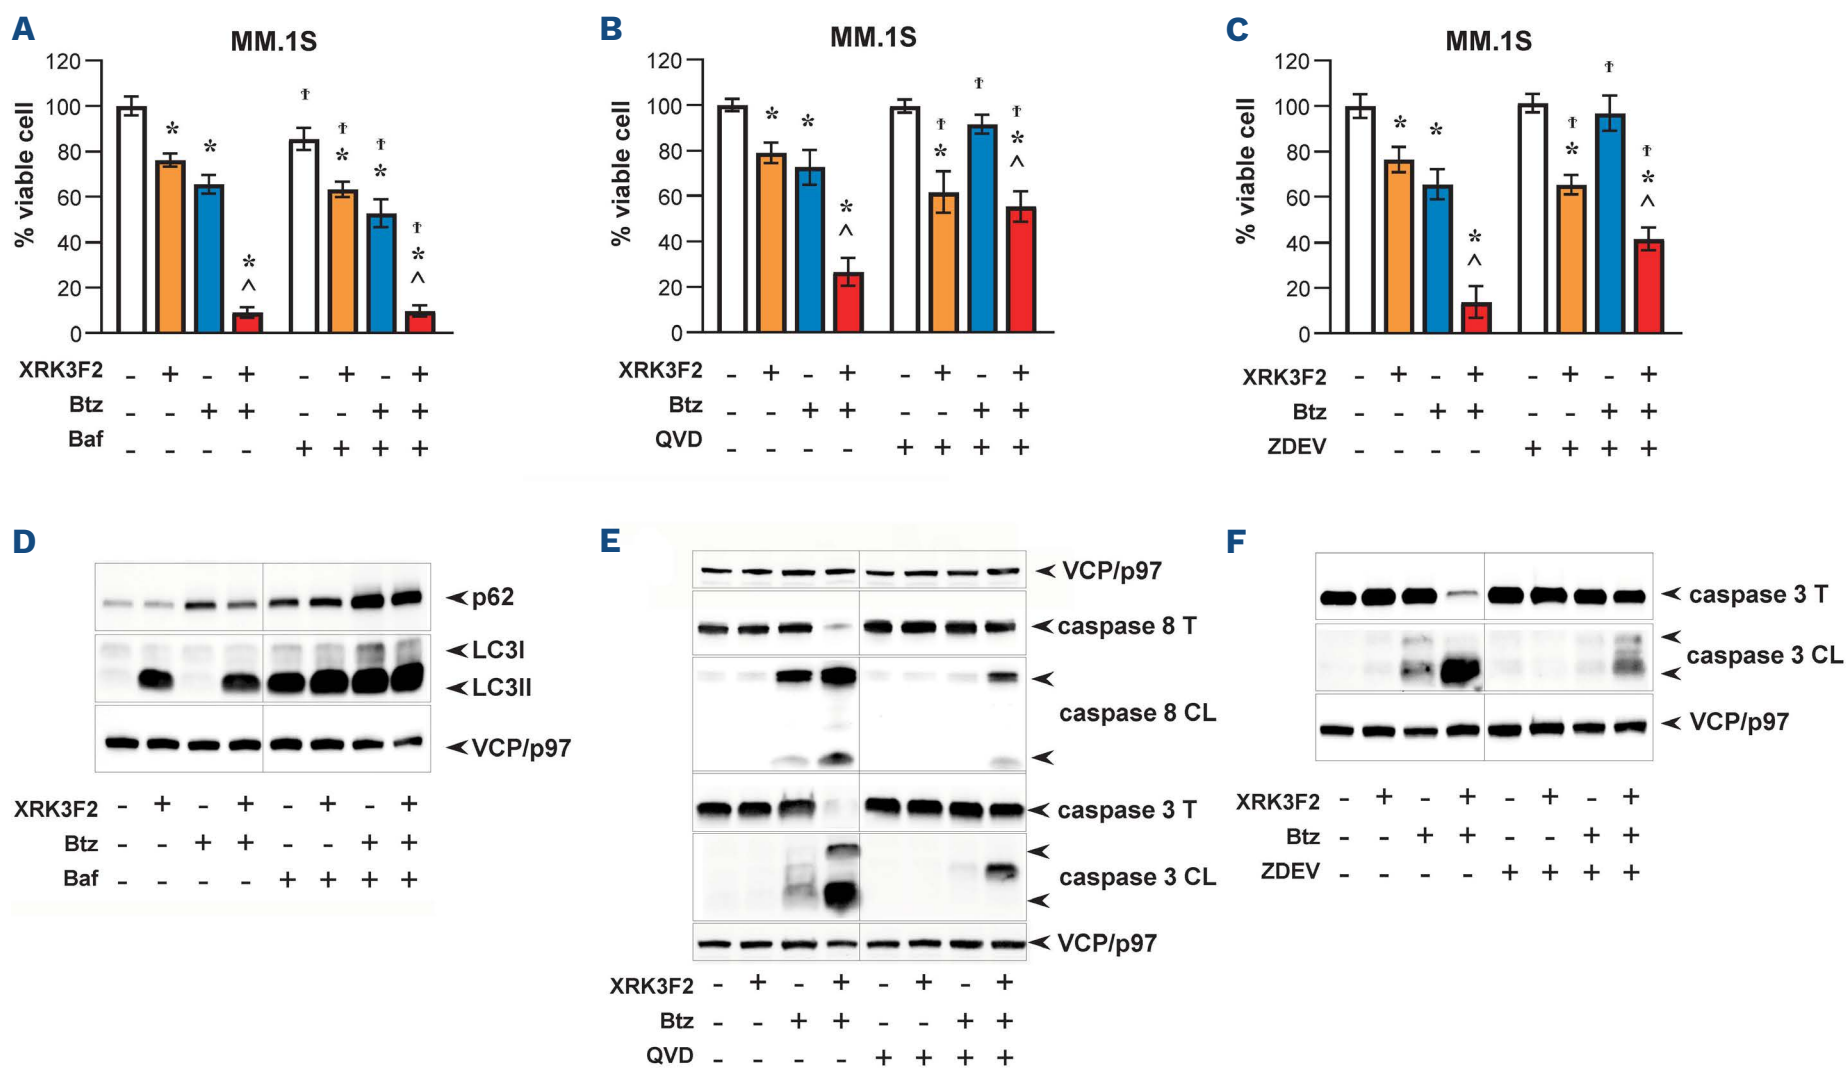 A
MM.1S
% viable cell
120
100
80
60
40
20
0
* * * ^ † † * † * † * ^
XRK3F2 - + - + - + - +
Btz - - + + - - + +
Baf - - - - + + + +
B
MM.1S
% viable cell
120
100
80
60
40
20
0
* * * ^ † * † † * ^
XRK3F2 - + - + - + - +
Btz - - + + - - + +
QVD - - - - + + + +
C
MM.1S
% viable cell
120
100
80
60
40
20
0
* * * ^ † * † † * ^
XRK3F2 - + - + - + - +
Btz - - + + - - + +
ZDEV - - - - + + + +
D
p62
LC3I
LC3II
VCP/p97
XRK3F2 - + - + - + - +
Btz - - + + - - + +
Baf - - - - + + + +
E
VCP/p97
caspase 8 T
caspase 8 CL
caspase 3 T
caspase 3 CL
VCP/p97
XRK3F2 - + - + - + - +
Btz - - + + - - + +
QVD - - - - + + + +
F
caspase 3 T
caspase 3 CL
VCP/p97
XRK3F2 - + - + - + - +
Btz - - + + - - + +
ZDEV - - - - + + + +